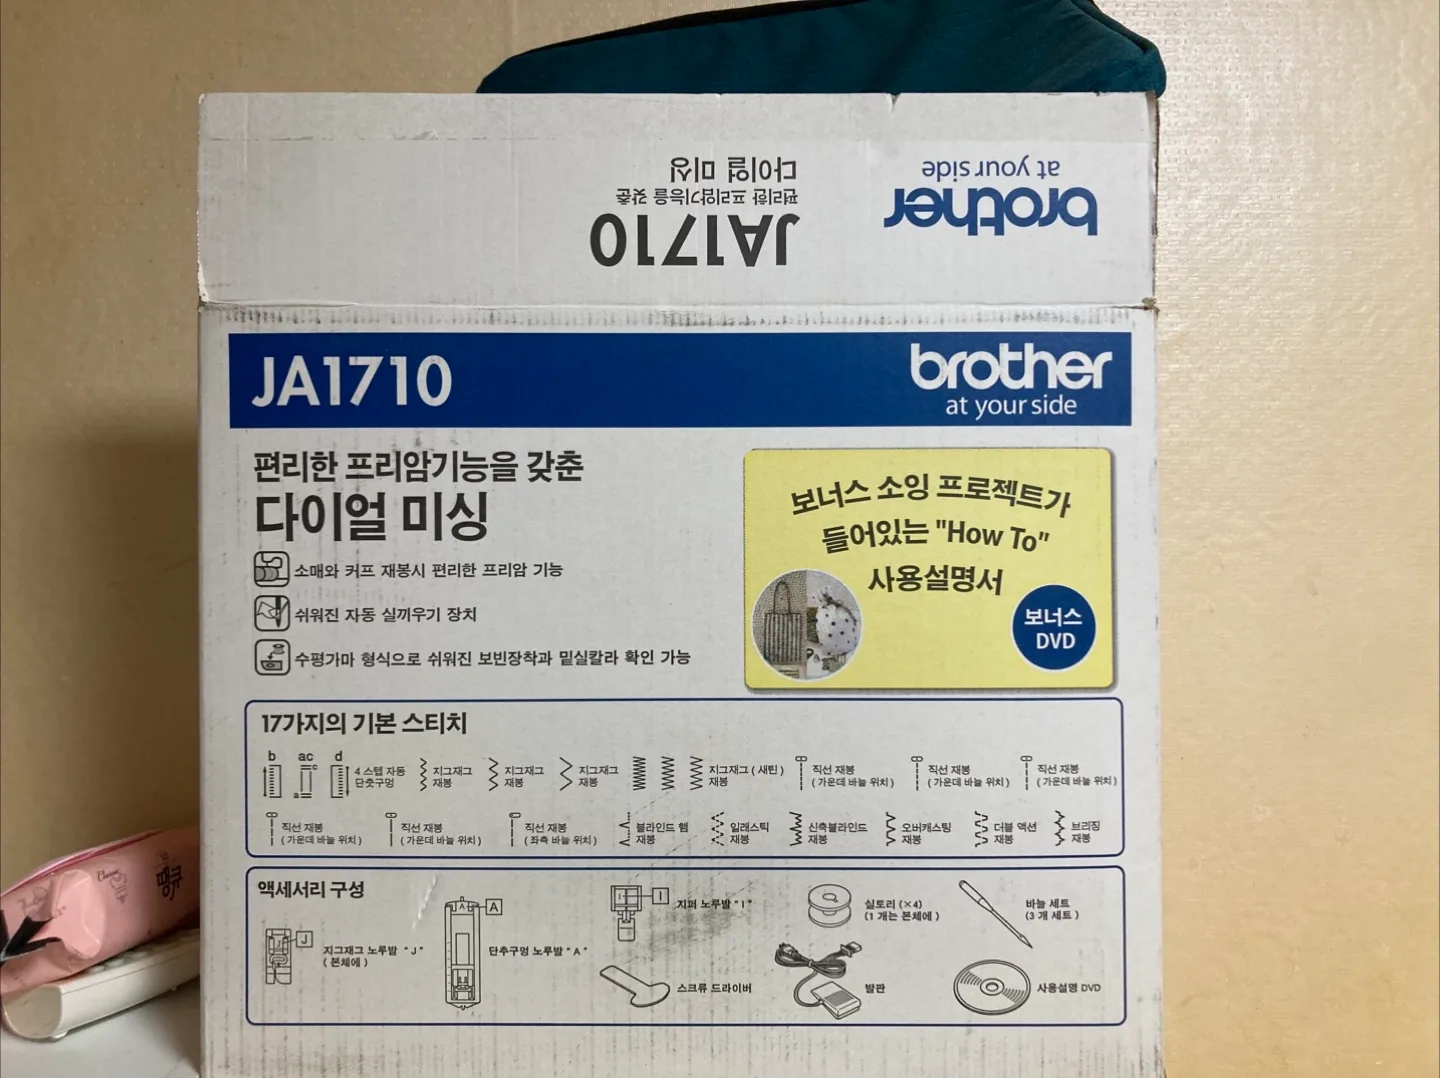 brother
at your side
JA1710
편리한 프리암기능을 갖춘
다이얼 미싱
JA1710
brother
at your side
편리한 프리암기능을 갖춘
다이얼 미싱
소매와 커프 재봉시 편리한 프리암 기능
쉬워진 자동 실끼우기 장치
수평가마 형식으로 쉬워진 보빈장착과 밑실칼라 확인 가능
보너스 소잉 프로젝트가
들어있는 "How To"
사용설명서
보너스
DVD
17가지의 기본 스티치
b ac d
c
a
4 스텝 자동
단춧구멍
지그재그
재봉
지그재그
재봉
지그재그
재봉
지그재그 ( 새틴 )
재봉
직선 재봉
( 가운데 바늘 위치 )
직선 재봉
( 가운데 바늘 위치 )
직선 재봉
( 가운데 바늘 위치 )
직선 재봉
( 가운데 바늘 위치 )
직선 재봉
( 가운데 바늘 위치 )
직선 재봉
( 좌측 바늘 위치 )
블라인드 헴
재봉
일래스틱
재봉
신축블라인드
재봉
오버캐스팅
재봉
더블 액션
재봉
브리징
재봉
액세서리 구성
J
지그재그 노루발 " J "
( 본체에 )
A
단추구멍 노루발 " A "
I
지퍼 노루발 " I "
스크류 드라이버
실토리 (×4)
(1 개는 본체에 )
발판
바늘 세트
(3 개 세트 )
사용설명 DVD